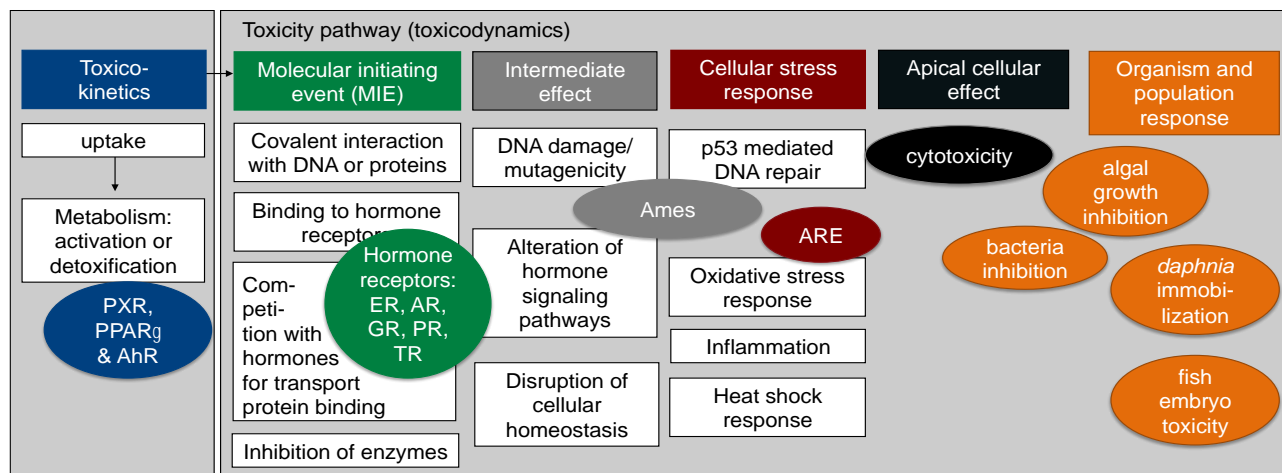 Toxicity pathway (toxicodynamics)
Toxico-
kinetics
uptake
Metabolism:
activation or
detoxification
PXR,
PPARg
& AhR
Molecular initiating
event (MIE)
Covalent interaction
with DNA or proteins
Binding to hormone
receptors
Com-
peti-
tion with
hormones
for transport
protein binding
Inhibition of enzymes
Hormone
receptors:
ER, AR,
GR, PR,
TR
Intermediate
effect
DNA damage/
mutagenicity
Ames
Alteration of
hormone
signaling
pathways
Disruption of
cellular
homeostasis
Cellular stress
response
p53 mediated
DNA repair
ARE
Oxidative stress
response
Inflammation
Heat shock
response
Apical cellular
effect
cytotoxicity
bacteria
inhibition
Organism and
population
response
algal
growth
inhibition
daphnia
immobi-
lization
fish
embryo
toxicity